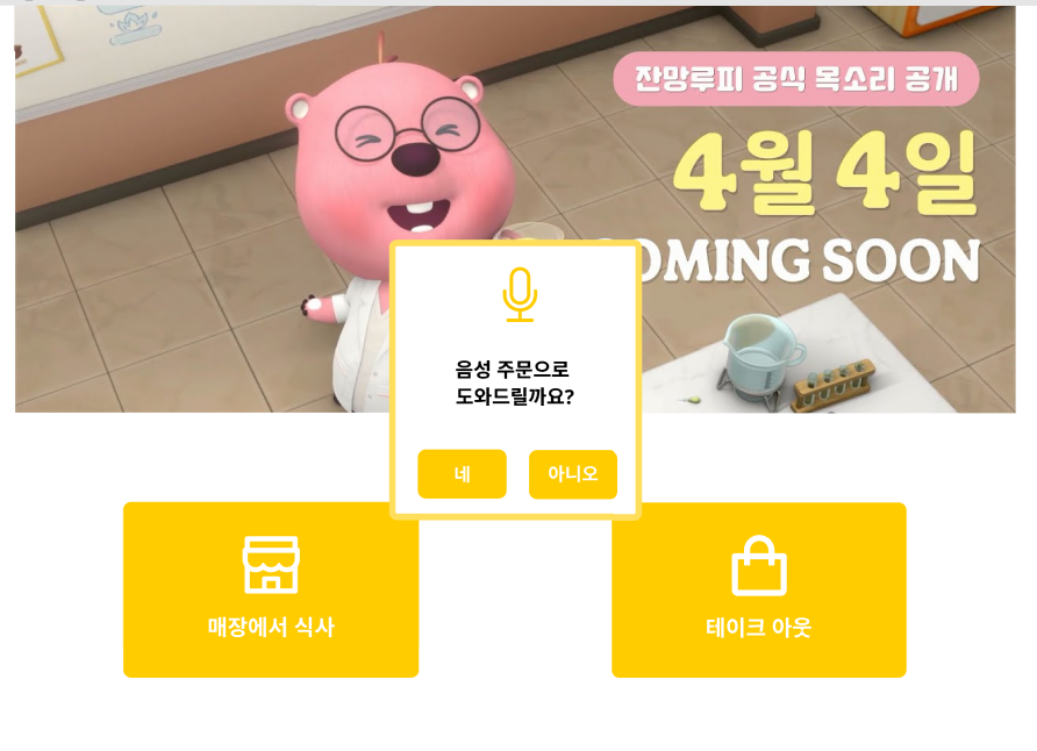 잔망루피 공식 목소리 공개
4월 4일
COMING SOON
음성 주문으로
도와드릴까요?
네
아니오
매장에서 식사
테이크 아웃